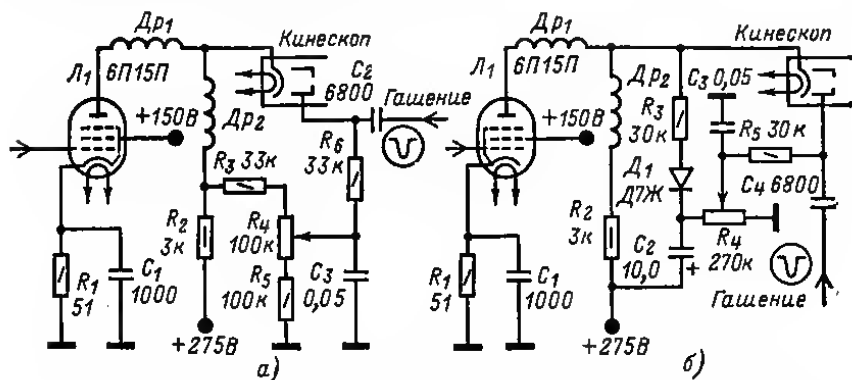 Др₁
Кинескоп
Л₁
6П15П
С₂
6800
Гашение
+150В
Др₂
R₃ 33к
R₆
33к
R₂
3к
R₄
100к
R₁
51
С₁
1000
R₅
100к
С₃
0,05
+275В
а)
Др₁
Кинескоп
Л₁
6П15П
Др₂
С₃ 0,05
+150В
R₃
30к
R₅ 30к
Д₁
Д7Ж
С₄ 6800
R₂
3к
С₂
10,0
+
R₄
270к
R₁
51
С₁
1000
Гашение
+275В
б)